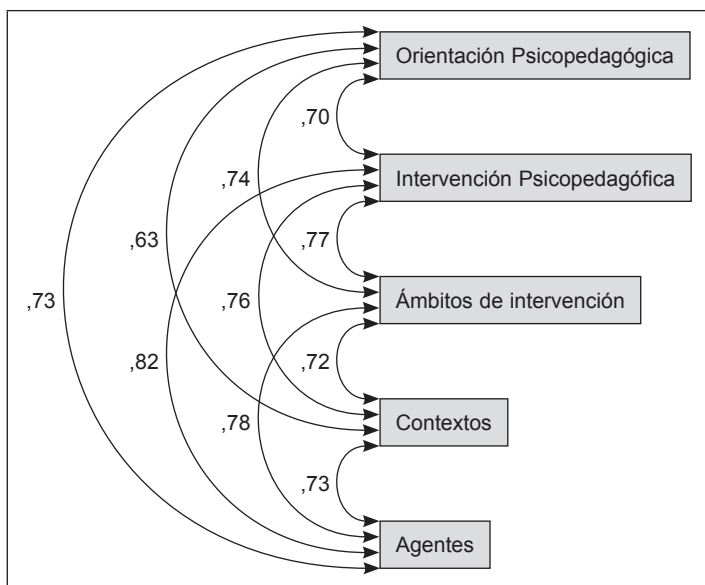 Orientación Psicopedagógica
,70
Intervención Psicopedagófica
,74
,77
,63
Ámbitos de intervención
,76
,73
,82
,72
Contextos
,78
,73
Agentes